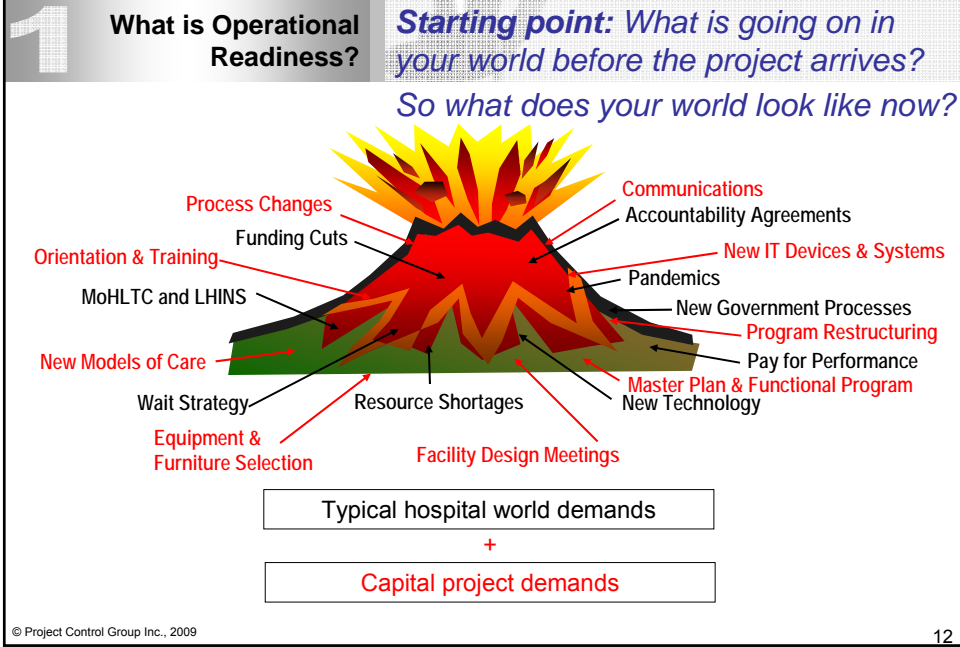 1
What is Operational
Readiness?
Starting point: What is going on in
your world before the project arrives?
So what does your world look like now?
Process Changes
Funding Cuts
Orientation & Training
MoHLTC and LHINS
New Models of Care
Wait Strategy
Equipment &
Furniture Selection
Resource Shortages
Facility Design Meetings
Communications
Accountability Agreements
New IT Devices & Systems
Pandemics
New Government Processes
Program Restructuring
Pay for Performance
Master Plan & Functional Program
New Technology
Typical hospital world demands
+
Capital project demands
© Project Control Group Inc., 2009
12